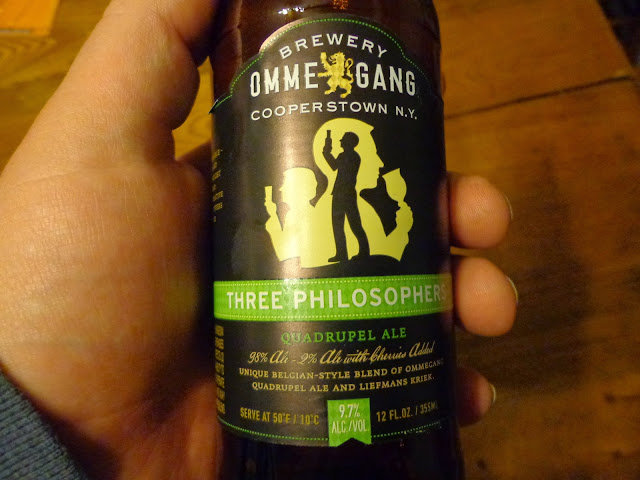 BREWERY
OMMEGANG
COOPERSTOWN N.Y.
THREE PHILOSOPHERS
QUADRUPEL ALE
98% Ale - 2% Ale with Cherries Added
UNIQUE BELGIAN-STYLE BLEND OF OMMEGANG
QUADRUPEL ALE AND LIEFMANS KRIEK.
SERVE AT 50°F / 10°C
9.7%
ALC./VOL
12 FL.OZ. / 355ML